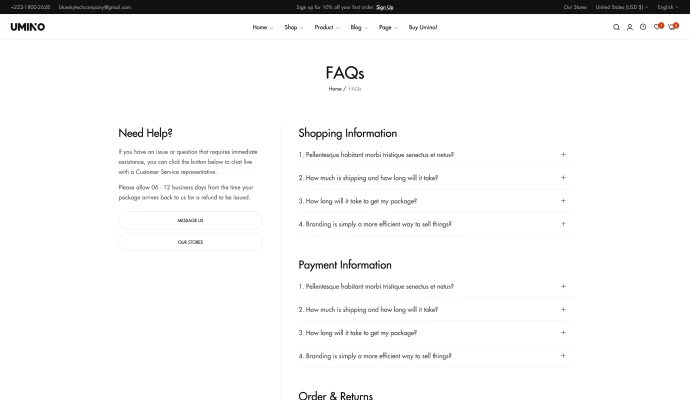 +222-1800-2628 blueskytechcompany@gmail.com Sign up for 10% off your first order. Sign Up Our Stores United States (USD $) English
UMINO Home Shop Product Blog Page Buy Umino!
FAQs
Home / FAQs
Need Help?
If you have an issue or question that requires immediate
assistance, you can click the button below to chat live
with a Customer Service representative.
Please allow 06 - 12 business days from the time your
package arrives back to us for a refund to be issued.
MESSAGE US
OUR STORES
Shopping Information
1. Pellentesque habitant morbi tristique senectus et netus? +
2. How much is shipping and how long will it take? +
3. How long will it take to get my package? +
4. Branding is simply a more efficient way to sell things? +
Payment Information
1. Pellentesque habitant morbi tristique senectus et netus? +
2. How much is shipping and how long will it take? +
3. How long will it take to get my package? +
4. Branding is simply a more efficient way to sell things? +
Order & Returns